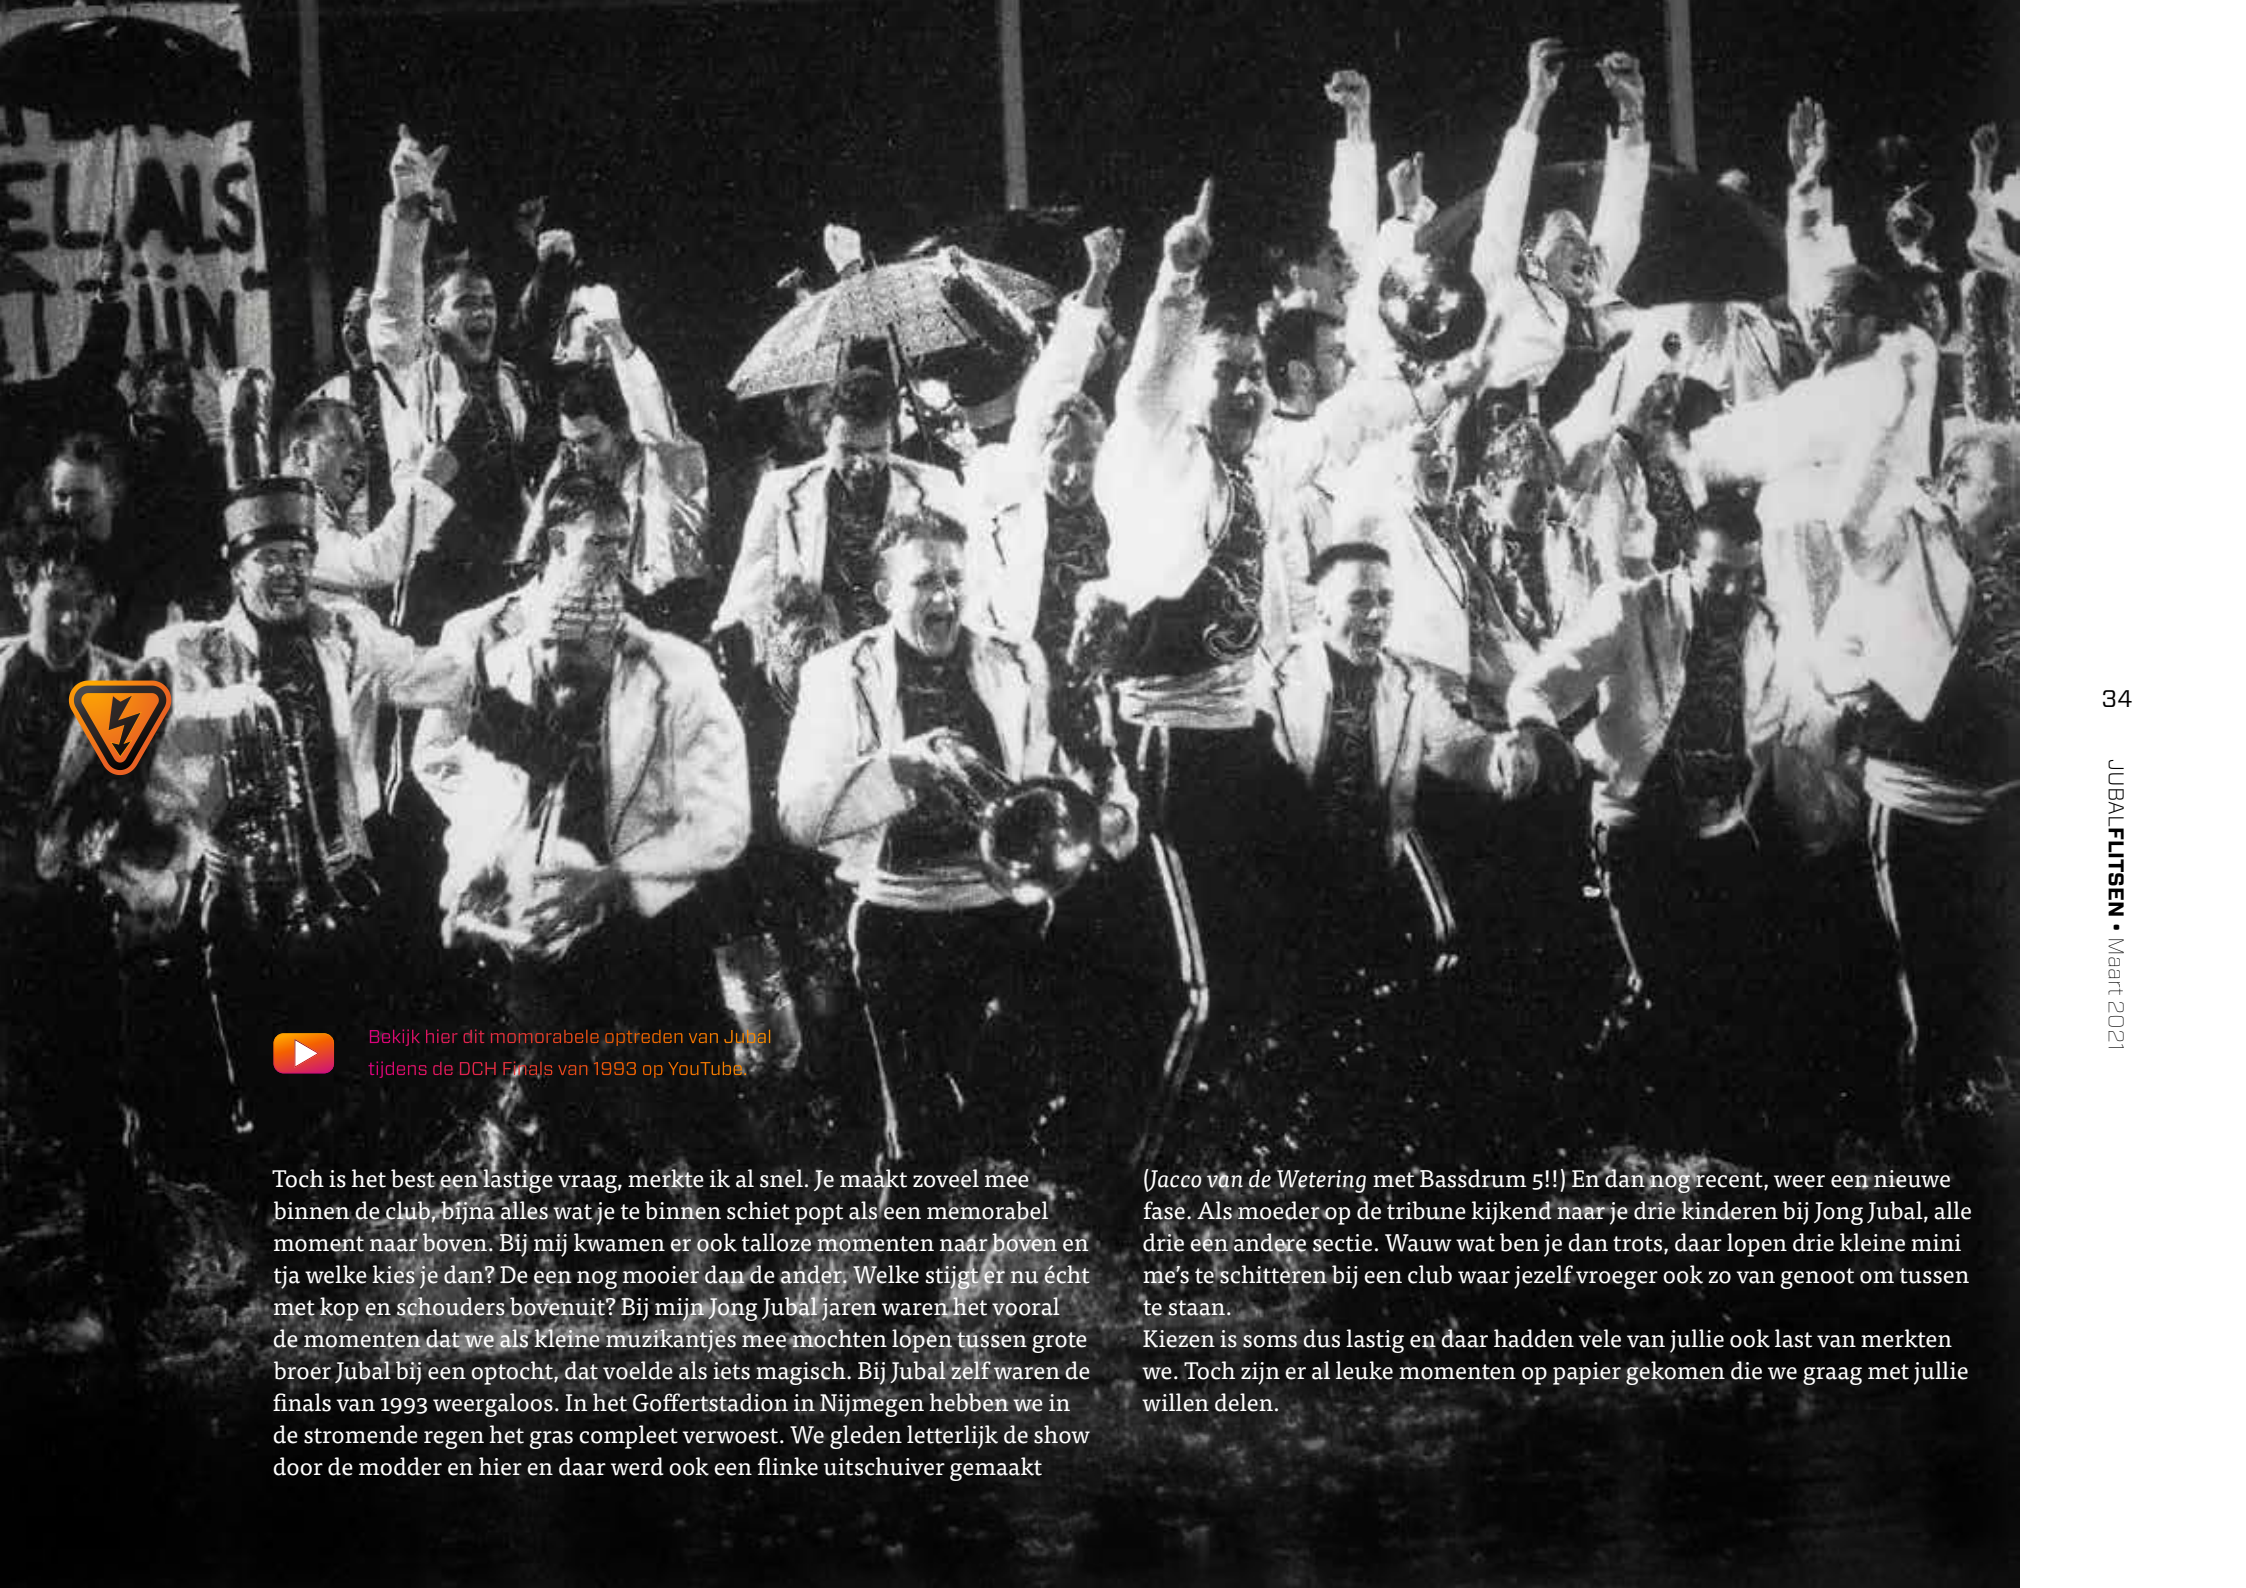 EL ALS
Bekijk hier dit momorabele optreden van Jubal
tijdens de DCH Finals van 1993 op YouTube.
Toch is het best een lastige vraag, merkte ik al snel. Je maakt zoveel mee
binnen de club, bijna alles wat je te binnen schiet popt als een memorabel
moment naar boven. Bij mij kwamen er ook talloze momenten naar boven en
tja welke kies je dan? De een nog mooier dan de ander. Welke stijgt er nu écht
met kop en schouders bovenuit? Bij mijn Jong Jubal jaren waren het vooral
de momenten dat we als kleine muzikantjes mee mochten lopen tussen grote
broer Jubal bij een optocht, dat voelde als iets magisch. Bij Jubal zelf waren de
finals van 1993 weergaloos. In het Goffertstadion in Nijmegen hebben we in
de stromende regen het gras compleet verwoest. We gleden letterlijk de show
door de modder en hier en daar werd ook een flinke uitschuiver gemaakt
(Jacco van de Wetering met Bassdrum 5!!) En dan nog recent, weer een nieuwe
fase. Als moeder op de tribune kijkend naar je drie kinderen bij Jong Jubal, alle
drie een andere sectie. Wauw wat ben je dan trots, daar lopen drie kleine mini
me's te schitteren bij een club waar jezelf vroeger ook zo van genoot om tussen
te staan.
Kiezen is soms dus lastig en daar hadden vele van jullie ook last van merkten
we. Toch zijn er al leuke momenten op papier gekomen die we graag met jullie
willen delen.
34
JUBALFLITSEN • Maart 2021